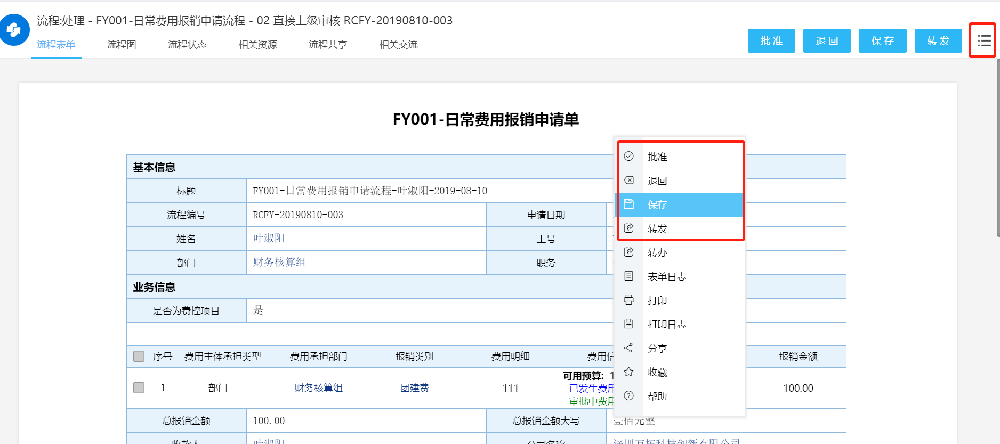 流程:处理 - FY001-日常费用报销申请流程 - 02 直接上级审核 RCFY-20190810-003
流程表单 流程图 流程状态 相关资源 流程共享 相关交流
批准 退回 保存 转发
FY001-日常费用报销申请单
基本信息
标题 FY001-日常费用报销申请流程-叶淑阳-2019-08-10
流程编号 RCFY-20190810-003 申请日期
姓名 叶淑阳 工号
部门 财务核算组 职务
业务信息
是否为费控项目 是
序号 费用主体承担类型 费用承担部门 报销类别 费用明细 费用信 报销金额
1 部门 财务核算组 团建费 111 100.00
可用预算: 1
已发生费用
审批中费用
总报销金额 100.00 总报销金额大写 壹佰元整
收款人 叶淑阳 公司名称 深圳万拓科技创新有限公司
批准
退回
保存
转发
转办
表单日志
打印
打印日志
分享
收藏
帮助